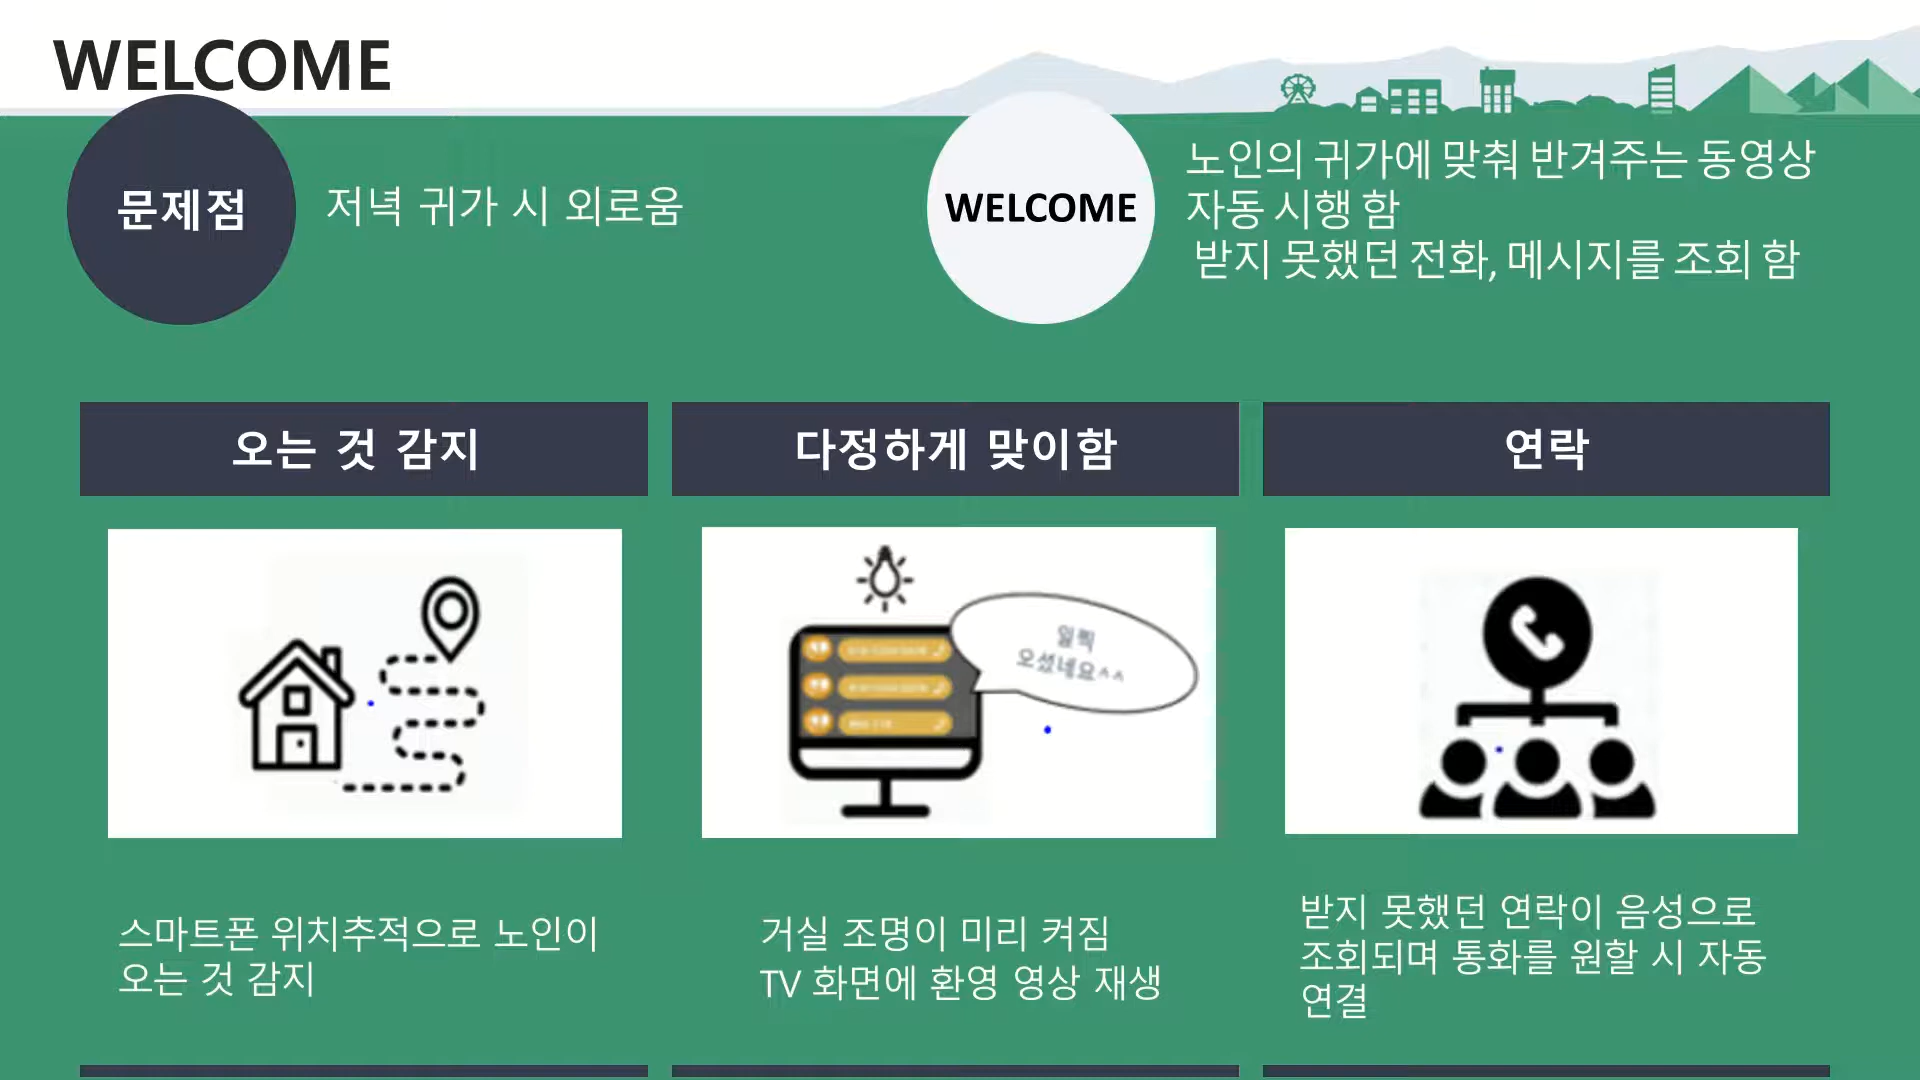 WELCOME
문제점
저녁 귀가 시 외로움
WELCOME
노인의 귀가에 맞춰 반겨주는 동영상
자동 시행 함
받지 못했던 전화, 메시지를 조회 함
오는 것 감지
다정하게 맞이함
연락
일찍
오셨네요^^
스마트폰 위치추적으로 노인이
오는 것 감지
거실 조명이 미리 켜짐
TV 화면에 환영 영상 재생
받지 못했던 연락이 음성으로
조회되며 통화를 원할 시 자동
연결